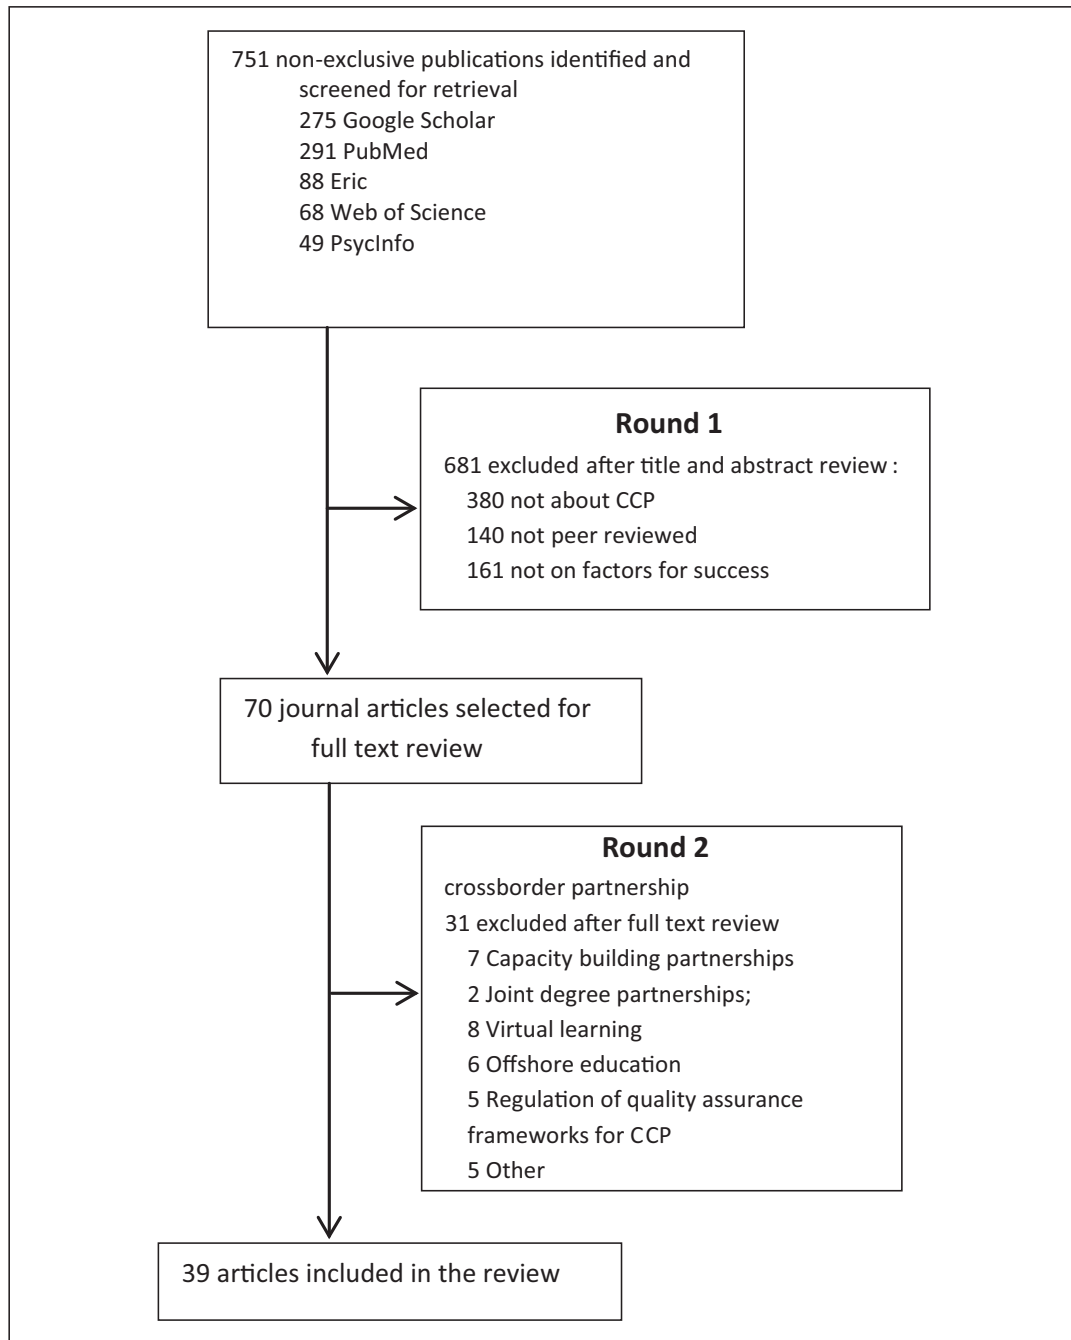 751 non-exclusive publications identified and
screened for retrieval
275 Google Scholar
291 PubMed
88 Eric
68 Web of Science
49 PsycInfo
Round 1
681 excluded after title and abstract review :
380 not about CCP
140 not peer reviewed
161 not on factors for success
70 journal articles selected for
full text review
Round 2
crossborder partnership
31 excluded after full text review
7 Capacity building partnerships
2 Joint degree partnerships;
8 Virtual learning
6 Offshore education
5 Regulation of quality assurance
frameworks for CCP
5 Other
39 articles included in the review